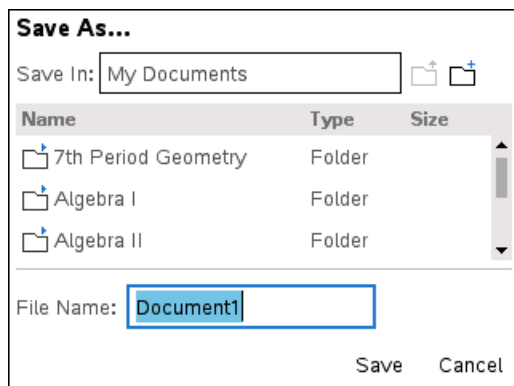 Save As...
Save In: My Documents
Name Type Size
7th Period Geometry Folder
Algebra I Folder
Algebra II Folder
File Name: Document1
Save Cancel